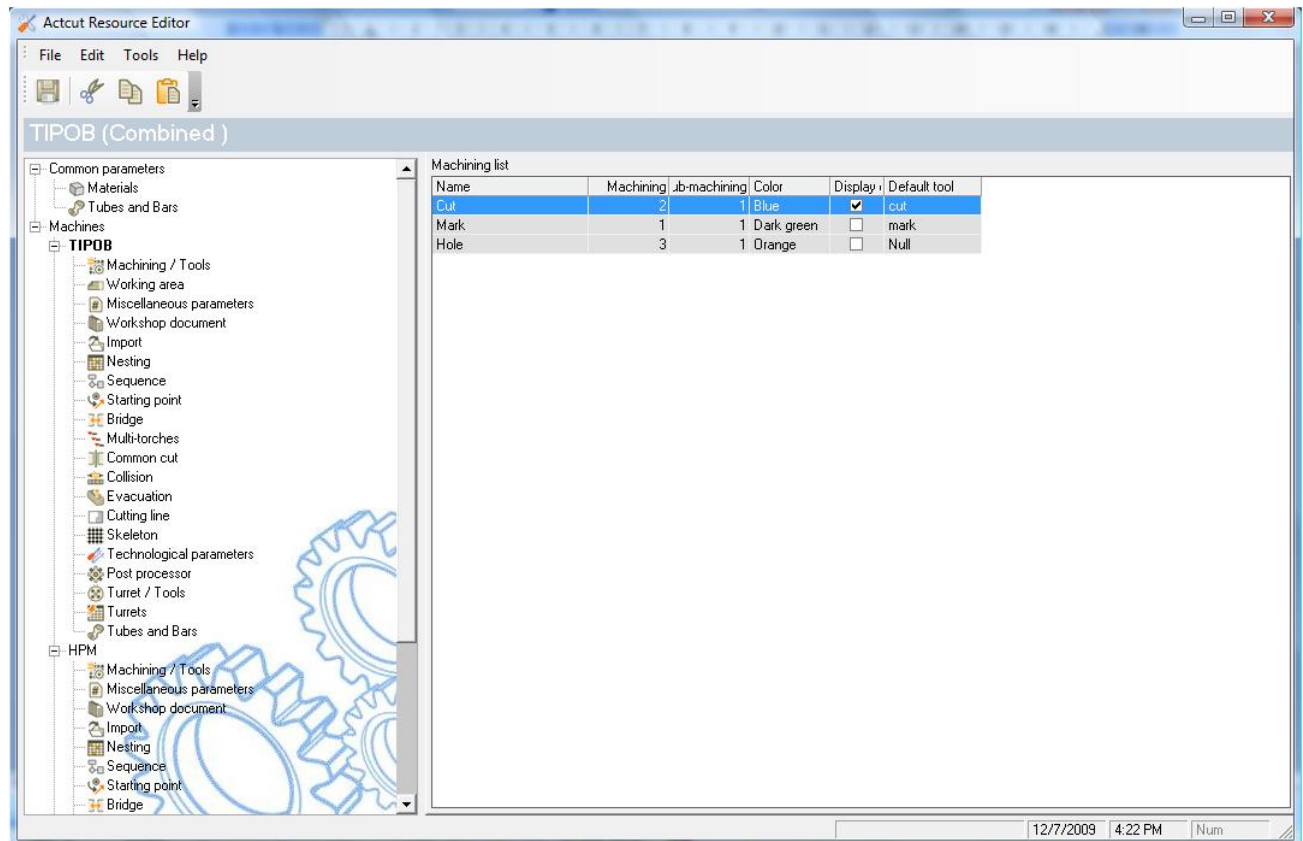 Actcut Resource Editor
File Edit Tools Help
TIPOB (Combined )
Common parameters
Materials
Tubes and Bars
Machines
TIPOB
Machining / Tools
Working area
Miscellaneous parameters
Workshop document
Import
Nesting
Sequence
Starting point
Bridge
Multi-torches
Common cut
Collision
Evacuation
Cutting line
Skeleton
Technological parameters
Post processor
Turret / Tools
Turrets
Tubes and Bars
HPM
Machining / Tools
Miscellaneous parameters
Workshop document
Import
Nesting
Sequence
Starting point
Bridge
Machining list
Name Machining ub-machining Color Display Default tool
Cut 2 1 Blue cut
Mark 1 1 Dark green mark
Hole 3 1 Orange Null
12/7/2009 4:22 PM Num